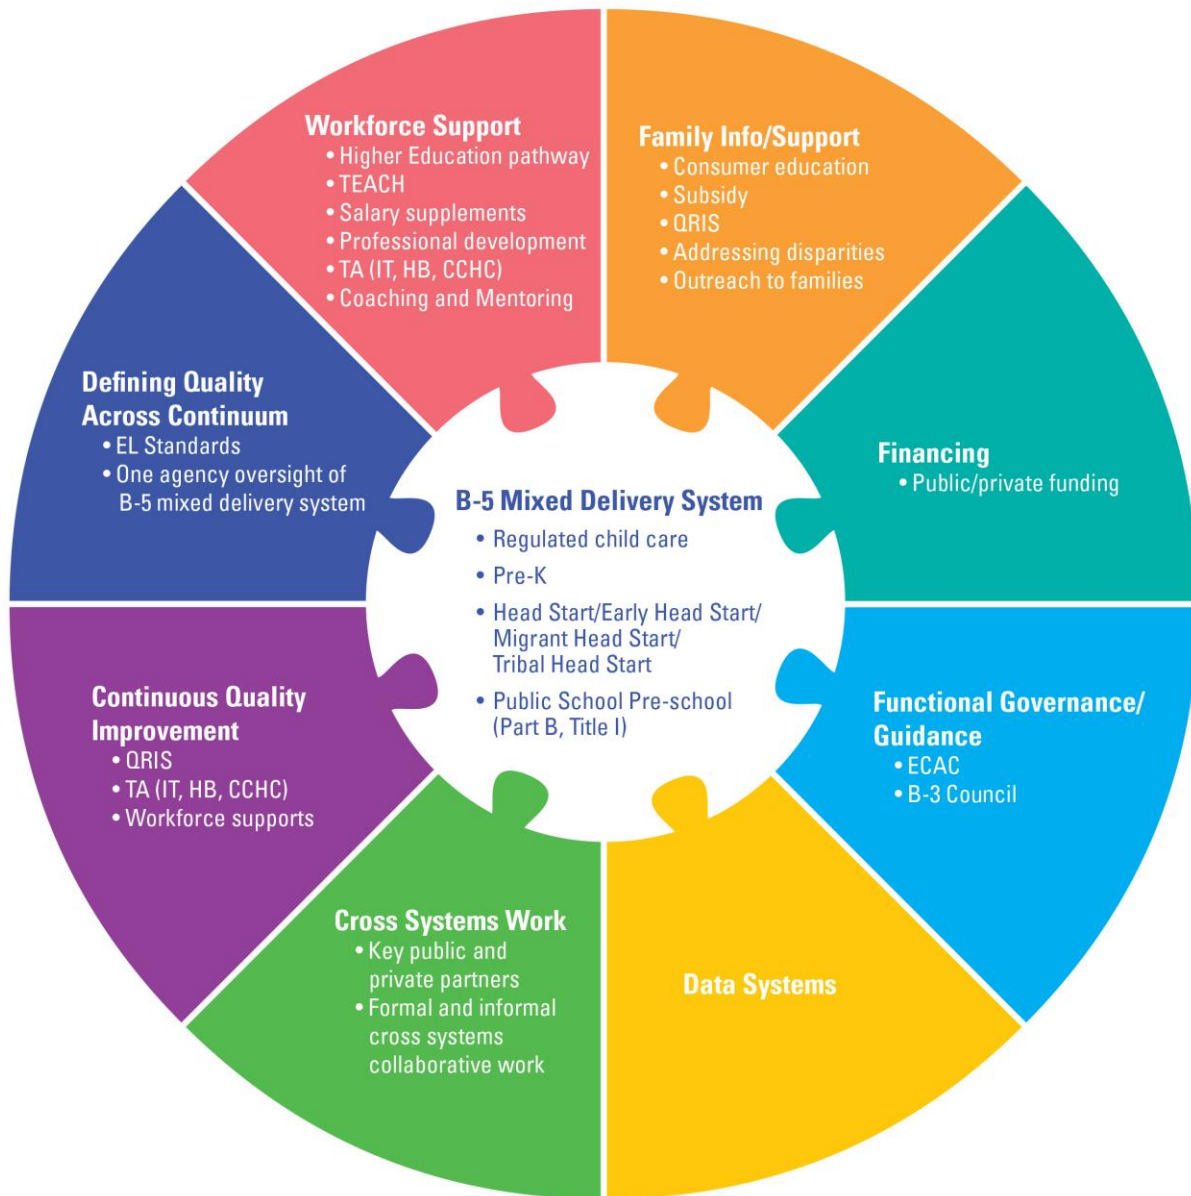 Workforce Support
• Higher Education pathway
• TEACH
• Salary supplements
• Professional development
• TA (IT, HB, CCHC)
• Coaching and Mentoring
Family Info/Support
• Consumer education
• Subsidy
• QRIS
• Addressing disparities
• Outreach to families
Defining Quality
Across Continuum
• EL Standards
• One agency oversight of
B-5 mixed delivery system
Financing
• Public/private funding
B-5 Mixed Delivery System
• Regulated child care
• Pre-K
• Head Start/Early Head Start/
Migrant Head Start/
Tribal Head Start
• Public School Pre-school
(Part B, Title I)
Continuous Quality
Improvement
• QRIS
• TA (IT, HB, CCHC)
• Workforce supports
Functional Governance/
Guidance
• ECAC
• B-3 Council
Cross Systems Work
• Key public and
private partners
• Formal and informal
cross systems
collaborative work
Data Systems